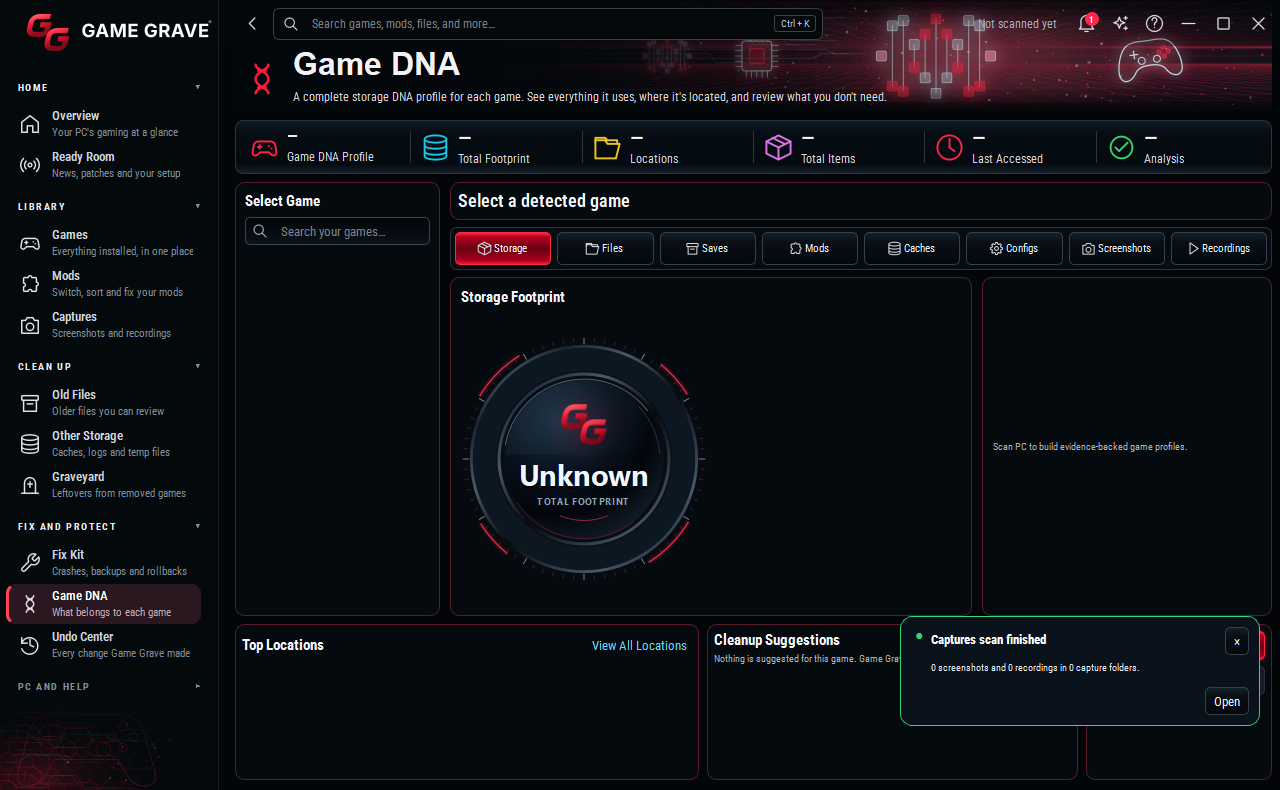 GAME GRAVE
Search games, mods, files, and more...
Ctrl + K
Not scanned yet
1
Game DNA
A complete storage DNA profile for each game. See everything it uses, where it's located, and review what you don't need.
HOME
Overview
Your PC's gaming at a glance
Ready Room
News, patches and your setup
LIBRARY
Games
Everything installed, in one place
Mods
Switch, sort and fix your mods
Captures
Screenshots and recordings
CLEAN UP
Old Files
Older files you can review
Other Storage
Caches, logs and temp files
Graveyard
Leftovers from removed games
FIX AND PROTECT
Fix Kit
Crashes, backups and rollbacks
Game DNA
What belongs to each game
Undo Center
Every change Game Grave made
PC AND HELP
– Game DNA Profile
– Total Footprint
– Locations
– Total Items
– Last Accessed
– Analysis
Select Game
Search your games...
Select a detected game
Storage
Files
Saves
Mods
Caches
Configs
Screenshots
Recordings
Storage Footprint
GG
Unknown
TOTAL FOOTPRINT
Scan PC to build evidence-backed game profiles.
Top Locations
View All Locations
Cleanup Suggestions
Nothing is suggested for this game. Game Gra
Captures scan finished
x
0 screenshots and 0 recordings in 0 capture folders.
Open